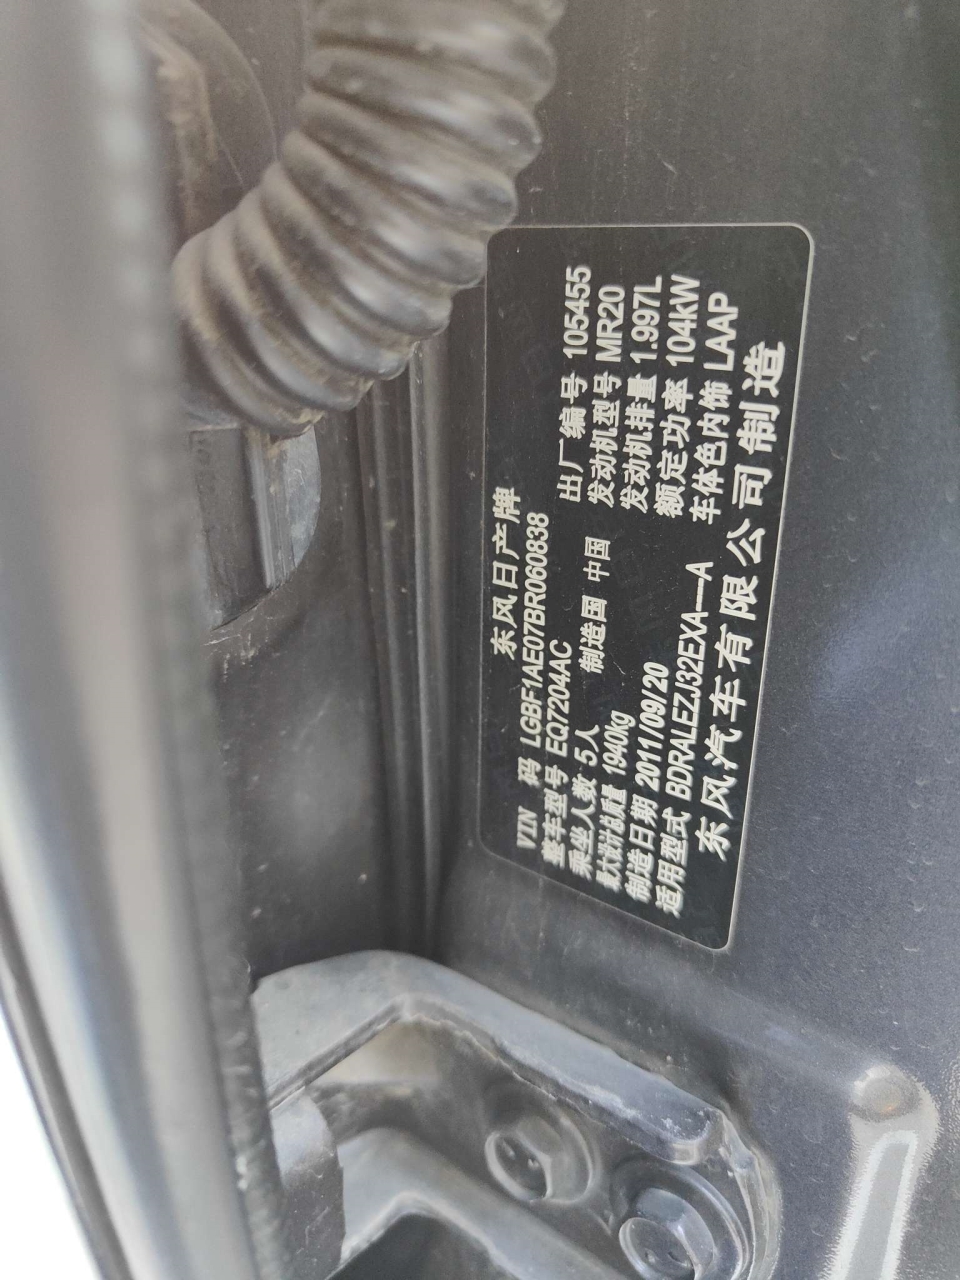 东风日产牌
VIN 码 LGBF1AE07BR060838
整车型号 EQ7204AC 出厂编号 105455
乘坐人数 5人 制造国 中国 发动机型号 MR20
最大设计总质量 1940kg 发动机排量 1.997L
制造日期 2011/09/20 额定功率 104kW
适用型式 BDRALEZJ32EXA—A 车体色内饰 LAAP
东风汽车有限公司制造